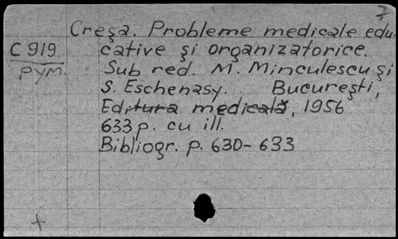 7
Creşa. Probleme medicale edu-
C 919 cative şi organizatorice.
рум. Sub red. M. Minculescu şi
S. Eschenasy. Bucureşti,
Editura medicală, 1956
633 p. cu ill.
Bibliogr. p. 630-633
+